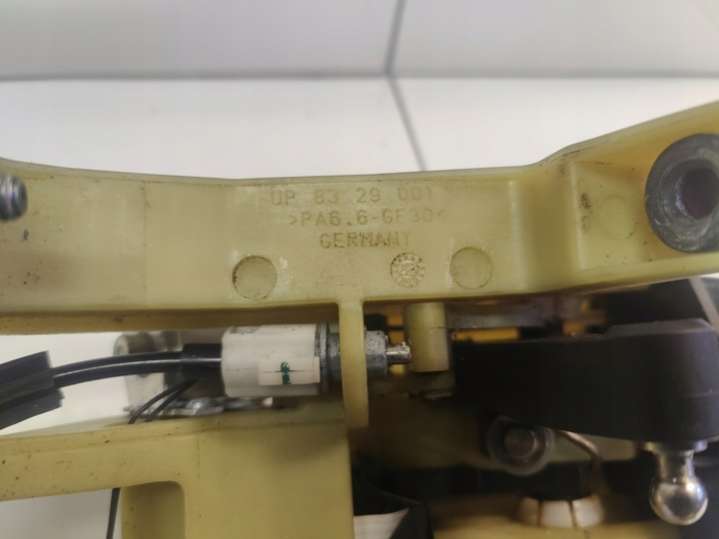 UP 83 29 001
>PA6.6-GF30<
GERMANY